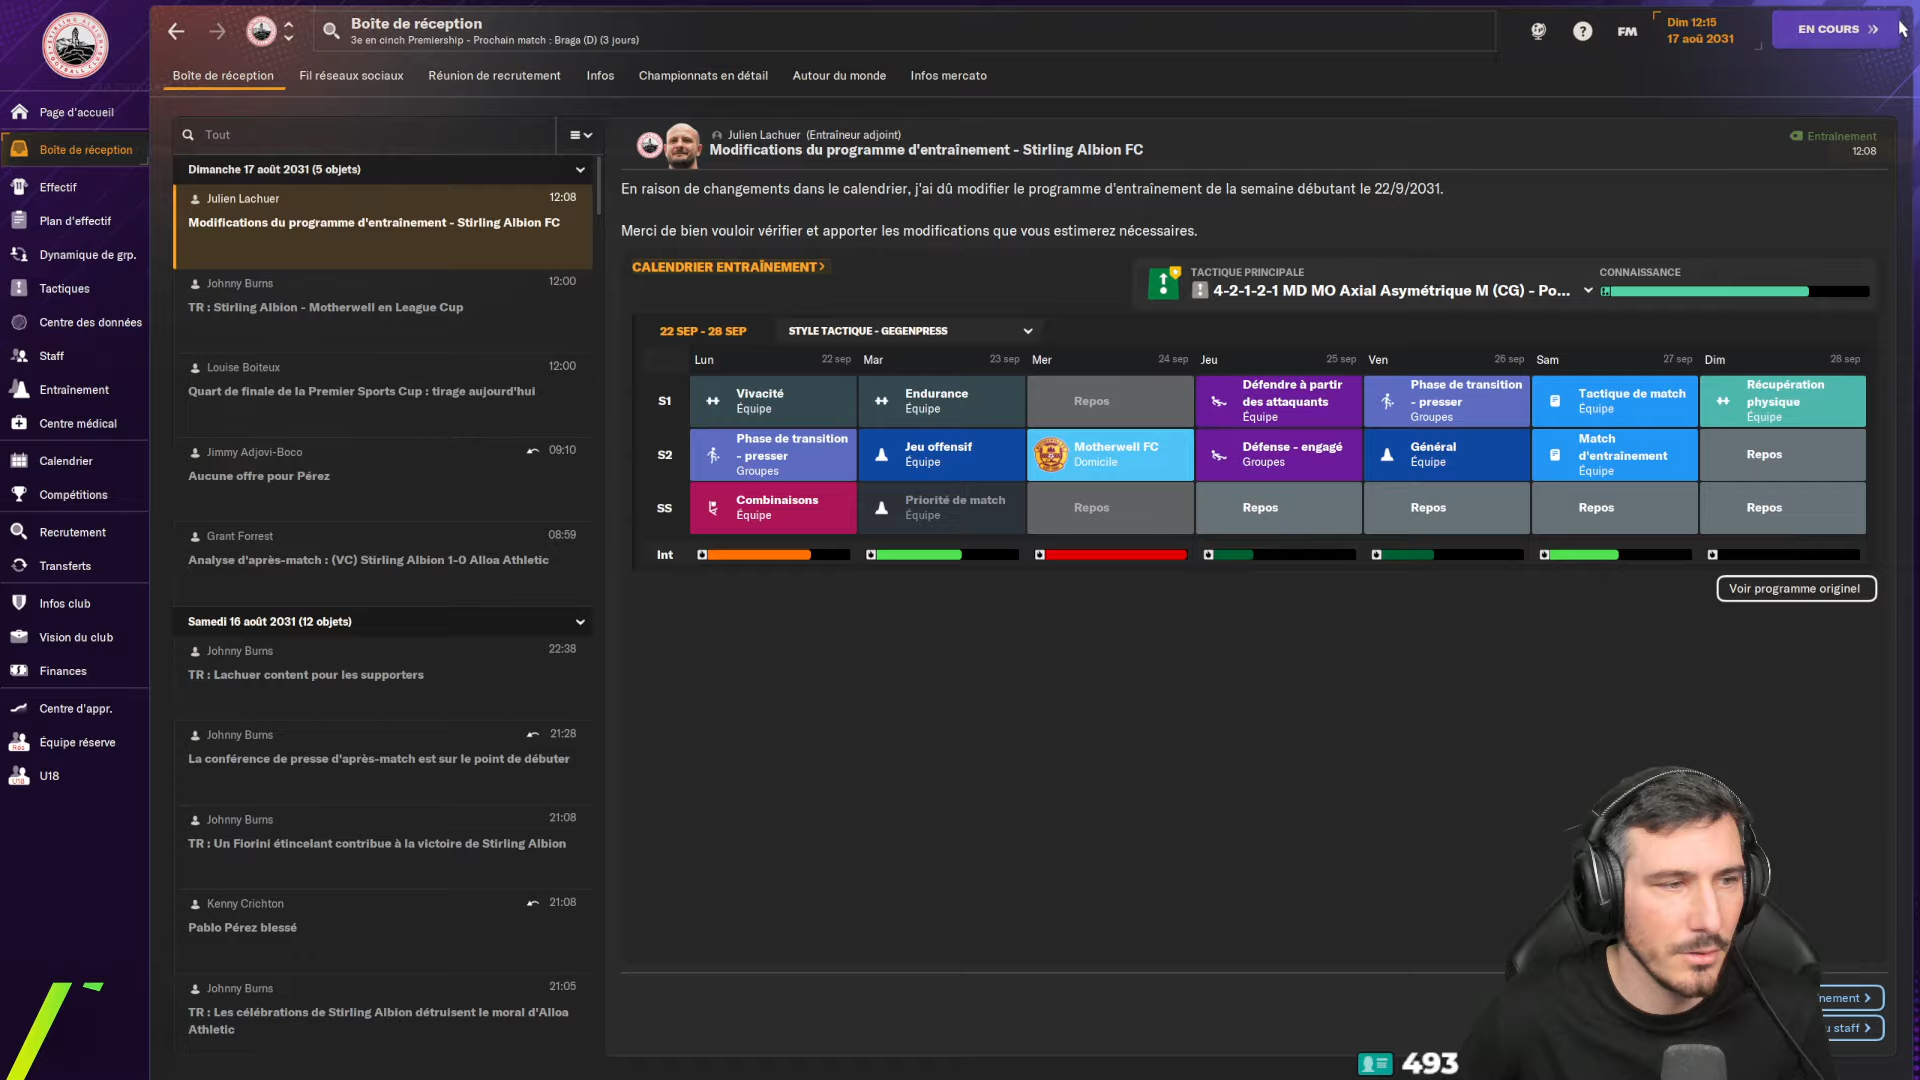 Boîte de réception
3e en cinch Premiership - Prochain match : Braga (D) (3 jours)
FM
Dim 12:15
17 aoû 2031
EN COURS
Boîte de réception
Fil réseaux sociaux
Réunion de recrutement
Infos
Championnats en détail
Autour du monde
Infos mercato
Page d'accueil
Boîte de réception
Effectif
Plan d'effectif
Dynamique de grp.
Tactiques
Centre des données
Staff
Entraînement
Centre médical
Calendrier
Compétitions
Recrutement
Transferts
Infos club
Vision du club
Finances
Centre d'appr.
Équipe réserve
U18
Tout
Dimanche 17 août 2031 (5 objets)
Julien Lachuer 12:08
Modifications du programme d'entraînement - Stirling Albion FC
Johnny Burns 12:00
TR : Stirling Albion - Motherwell en League Cup
Louise Boiteux 12:00
Quart de finale de la Premier Sports Cup : tirage aujourd'hui
Jimmy Adjovi-Boco 09:10
Aucune offre pour Pérez
Grant Forrest 08:59
Analyse d'après-match : (VC) Stirling Albion 1-0 Alloa Athletic
Samedi 16 août 2031 (12 objets)
Johnny Burns 22:38
TR : Lachuer content pour les supporters
Johnny Burns 21:28
La conférence de presse d'après-match est sur le point de débuter
Johnny Burns 21:08
TR : Un Fiorini étincelant contribue à la victoire de Stirling Albion
Kenny Crichton 21:08
Pablo Pérez blessé
Johnny Burns 21:05
TR : Les célébrations de Stirling Albion détruisent le moral d'Alloa
Athletic
Julien Lachuer (Entraîneur adjoint)
Modifications du programme d'entraînement - Stirling Albion FC
Entraînement
12:08
En raison de changements dans le calendrier, j'ai dû modifier le programme d'entraînement de la semaine débutant le 22/9/2031.
Merci de bien vouloir vérifier et apporter les modifications que vous estimerez nécessaires.
CALENDRIER ENTRAÎNEMENT>
TACTIQUE PRINCIPALE
4-2-1-2-1 MD MO Axial Asymétrique M (CG) - Po...
CONNAISSANCE
22 SEP - 28 SEP
STYLE TACTIQUE - GEGENPRESS
Lun 22 sep Mar 23 sep Mer 24 sep Jeu 25 sep Ven 26 sep Sam 27 sep Dim 28 sep
S1
Vivacité
Équipe
Endurance
Équipe
Repos
Défendre à partir
des attaquants
Équipe
Phase de transition
- presser
Groupes
Tactique de match
Équipe
Récupération
physique
Équipe
S2
Phase de transition
- presser
Groupes
Jeu offensif
Équipe
Motherwell FC
Domicile
Défense - engagé
Groupes
Général
Équipe
Match
d'entraînement
Équipe
Repos
SS
Combinaisons
Équipe
Priorité de match
Équipe
Repos
Repos
Repos
Repos
Repos
Int
Voir programme originel
nement >
u staff >
493